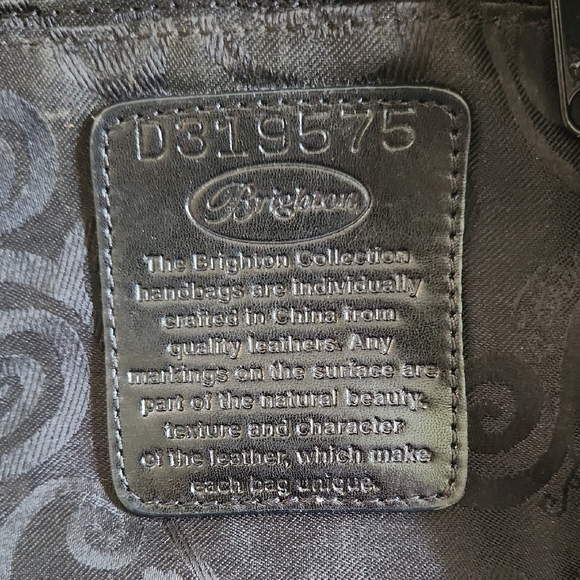 D319575
Brighton
The Brighton Collection
handbags are individually
crafted in China from
quality leathers. Any
markings on the surface are
part of the natural beauty,
texture and character
of the leather, which make
each bag unique.